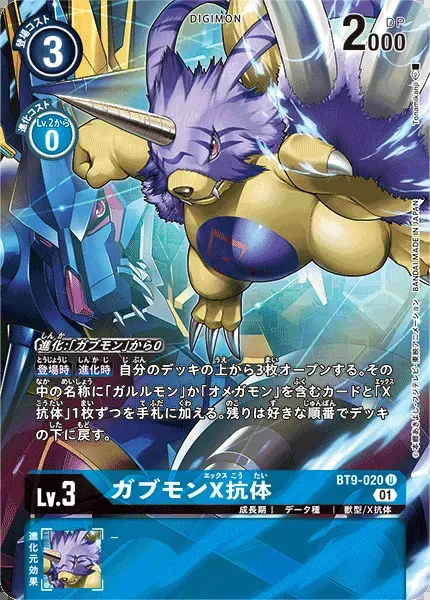 DIGIMON
登場コスト
3
DP
2000
進化コスト
Lv.2から
0
Tonamikanji
BANDAI MADE IN JAPAN
進化:「ガブモン」から0
登場時 進化時 自分のデッキの上から3枚オープンする。その
中の名称に「ガルルモン」か「オメガモン」を含むカードと「X
抗体」1枚ずつを手札に加える。残りは好きな順番でデッキ
の下に戻す。
Lv.3
ガブモンX抗体
BT9-020 U
01
成長期 データ種 獣型/X抗体
進化元効果
-